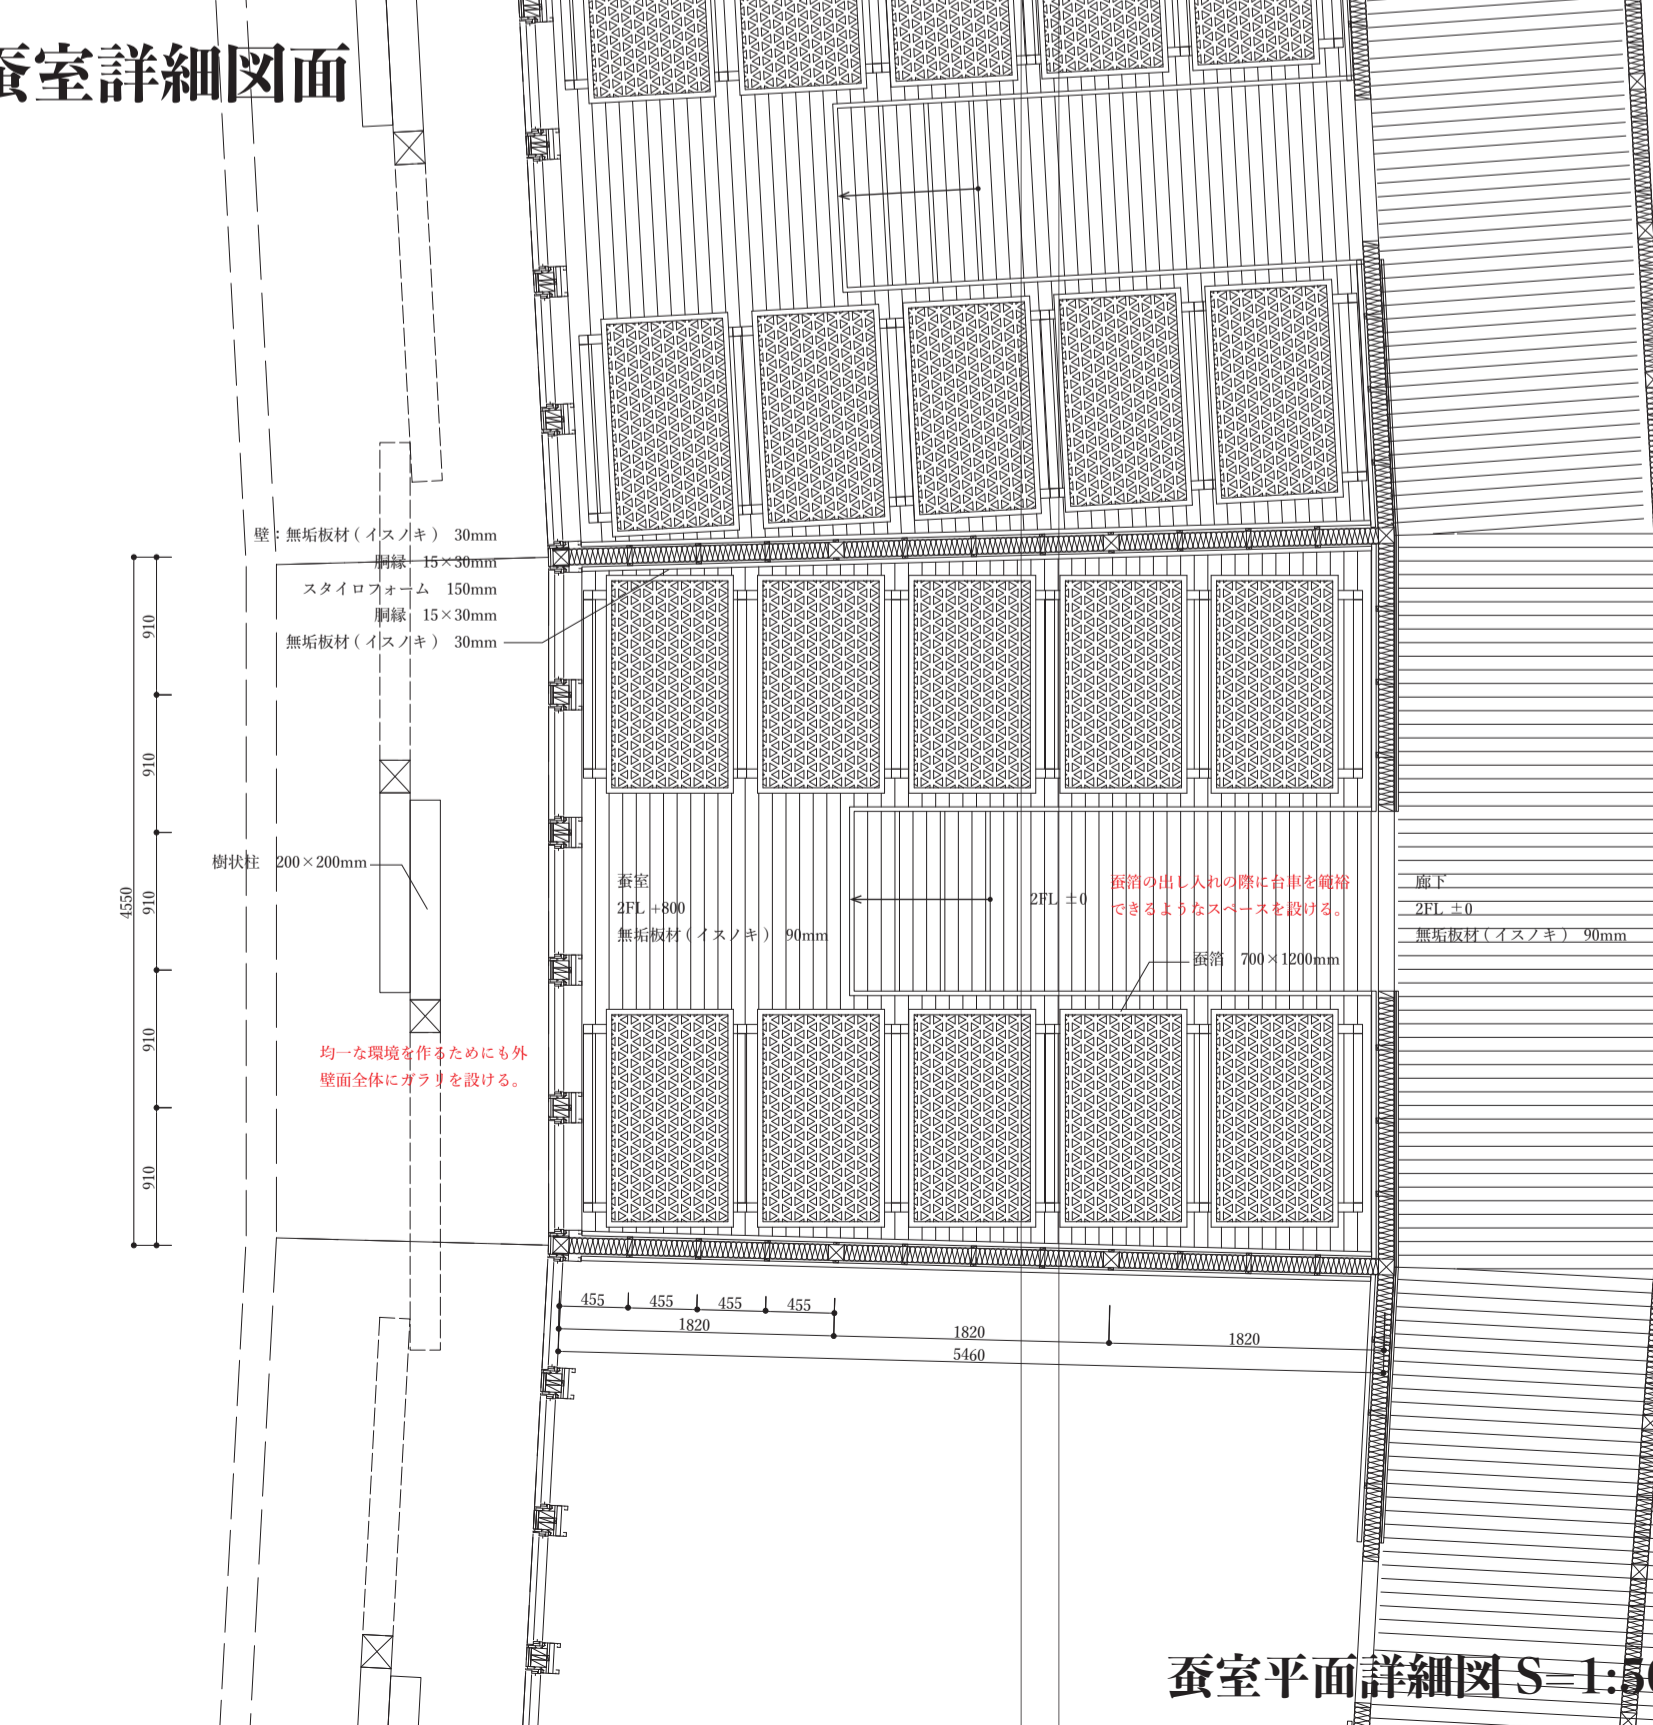 蚕室詳細図面
壁：無垢板材(イスノキ) 30mm
胴縁 15×30mm
スタイロフォーム 150mm
胴縁 15×30mm
無垢板材(イスノキ) 30mm
910
910
910
910
910
4550
樹状柱 200×200mm
蚕室
2FL +800
無垢板材(イスノキ) 90mm
2FL ±0
蚕箔の出し入れの際に台車を範裕
できるようなスペースを設ける。
蚕箔 700×1200mm
廊下
2FL ±0
無垢板材(イスノキ) 90mm
均一な環境を作るためにも外
壁面全体にガラリを設ける。
455
455
455
455
1820
1820
1820
5460
蚕室平面詳細図 S=1:5